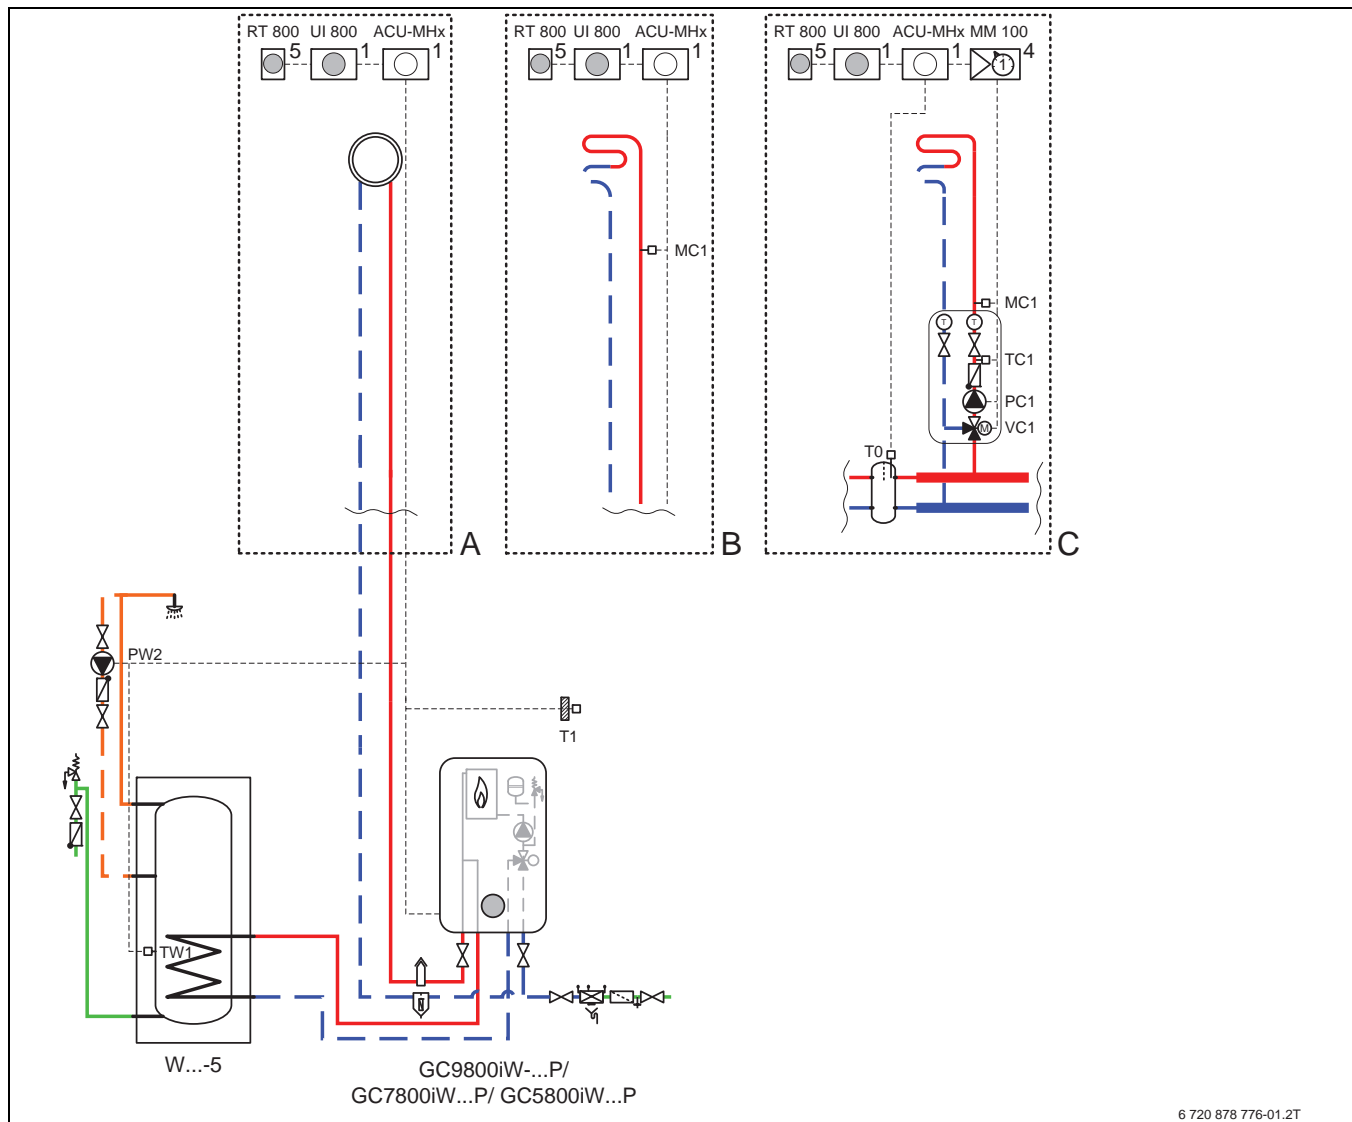 RT 800 UI 800 ACU-MHx
5 1 1
RT 800 UI 800 ACU-MHx
5 1 1
RT 800 UI 800 ACU-MHx MM 100
5 1 1 1 4
MC1
MC1
T T
TC1
PC1
M VC1
T0
A B C
PW2
T1
TW1
W...-5
GC9800iW-...P/
GC7800iW...P/ GC5800iW...P
6 720 878 776-01.2T